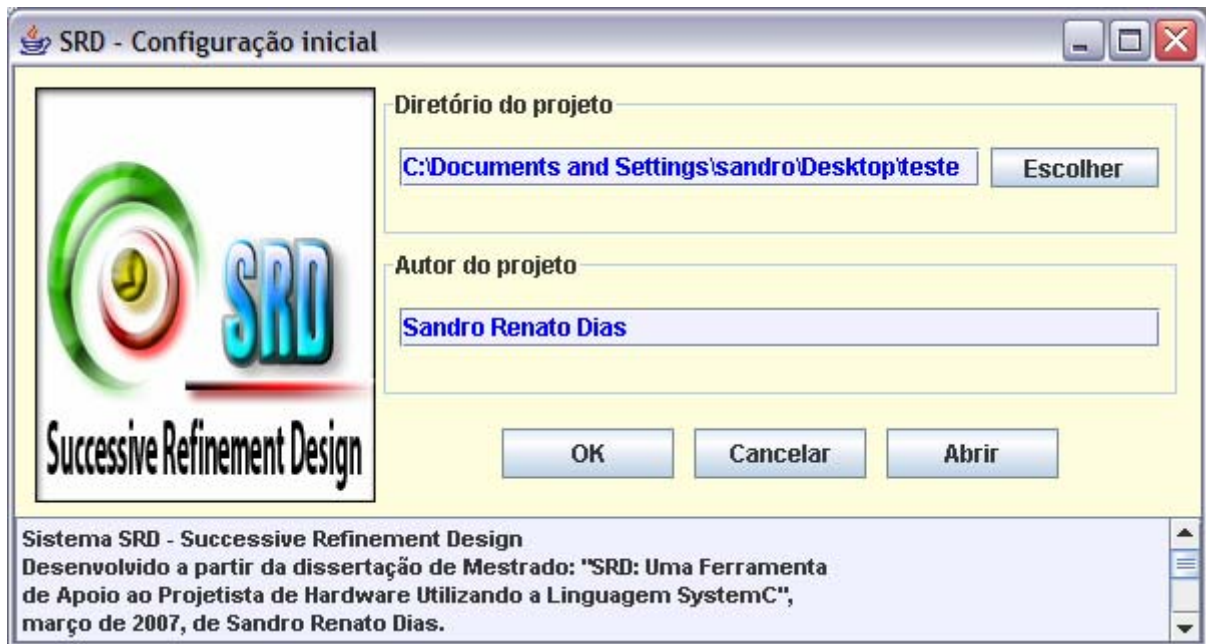 SRD - Configuração inicial
SRD
Successive Refinement Design
Diretório do projeto
C:\Documents and Settings\sandro\Desktop\teste
Escolher
Autor do projeto
Sandro Renato Dias
OK
Cancelar
Abrir
Sistema SRD - Successive Refinement Design
Desenvolvido a partir da dissertação de Mestrado: "SRD: Uma Ferramenta
de Apoio ao Projetista de Hardware Utilizando a Linguagem SystemC",
março de 2007, de Sandro Renato Dias.